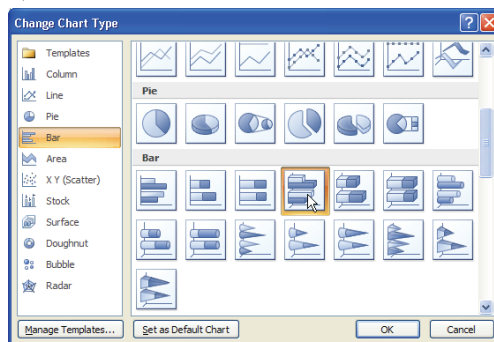 Change Chart Type
Templates
Column
Line
Pie
Bar
Area
X Y (Scatter)
Stock
Surface
Doughnut
Bubble
Radar
Pie
Bar
Manage Templates...
Set as Default Chart
OK
Cancel